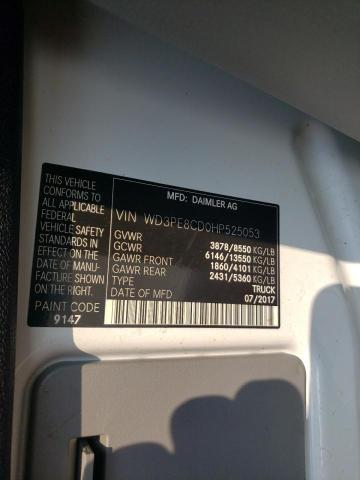 THIS VEHICLE
CONFORMS TO
ALL APPLICABLE
FEDERAL
VEHICLE SAFETY
STANDARDS IN
EFFECT ON THE
DATE OF MANU-
FACTURE SHOWN
ON THE RIGHT.
PAINT CODE
9147
MFD: DAIMLER AG
VIN WD3PE8CD0HP525053
GVWR 3878/8550 KG/LB
GCWR 6146/13550 KG/LB
GAWR FRONT 1860/4101 KG/LB
GAWR REAR 2431/5360 KG/LB
TYPE TRUCK
DATE OF MFD. 07/2017